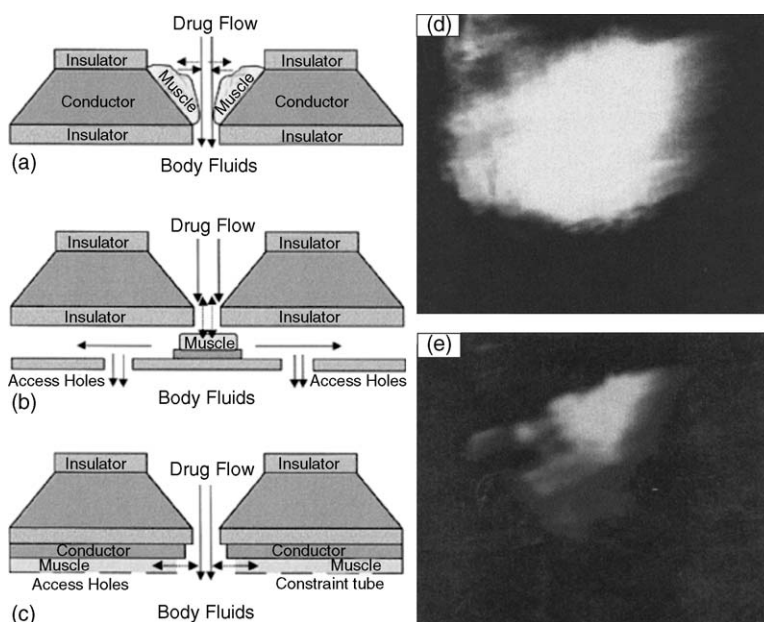 Drug Flow
Insulator Insulator
Muscle Muscle
Conductor Conductor
Insulator Insulator
(a)
Body Fluids
Drug Flow
Insulator Insulator
Insulator Insulator
Muscle
Access Holes Access Holes
(b)
Body Fluids
Drug Flow
Insulator Insulator
Conductor Conductor
Muscle Muscle
Access Holes Constraint tube
(c)
Body Fluids
(d)
(e)